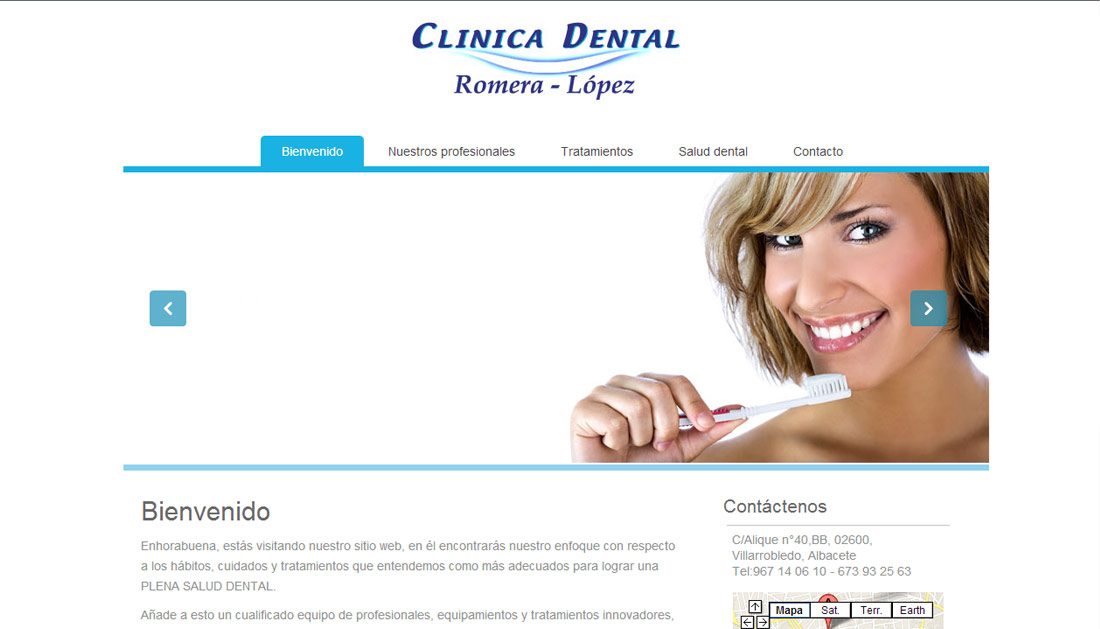 CLINICA DENTAL
Romera - López
Bienvenido
Nuestros profesionales
Tratamientos
Salud dental
Contacto
Bienvenido
Enhorabuena, estás visitando nuestro sitio web, en él encontrarás nuestro enfoque con respecto
a los hábitos, cuidados y tratamientos que entendemos como más adecuados para lograr una
PLENA SALUD DENTAL.
Añade a esto un cualificado equipo de profesionales, equipamientos y tratamientos innovadores,
Contáctenos
C/Alique n°40,BB, 02600,
Villarrobledo, Albacete
Tel:967 14 06 10 - 673 93 25 63
Mapa
Sat.
Terr.
Earth